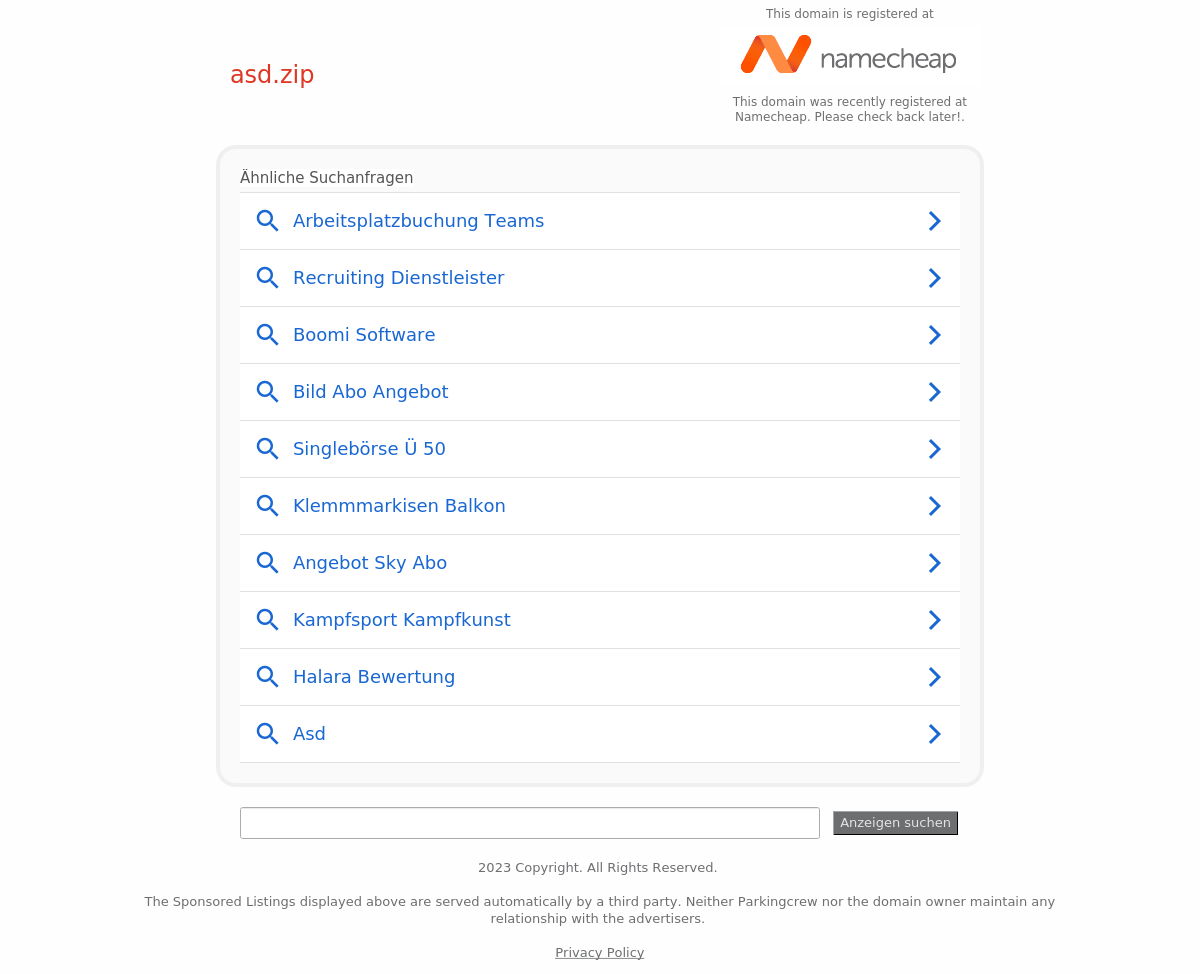 This domain is registered at
namecheap
asd.zip
This domain was recently registered at
Namecheap. Please check back later!.
Ähnliche Suchanfragen
Arbeitsplatzbuchung Teams
Recruiting Dienstleister
Boomi Software
Bild Abo Angebot
Singlebörse Ü 50
Klemmmarkisen Balkon
Angebot Sky Abo
Kampfsport Kampfkunst
Halara Bewertung
Asd
Anzeigen suchen
2023 Copyright. All Rights Reserved.
The Sponsored Listings displayed above are served automatically by a third party. Neither Parkingcrew nor the domain owner maintain any
relationship with the advertisers.
Privacy Policy